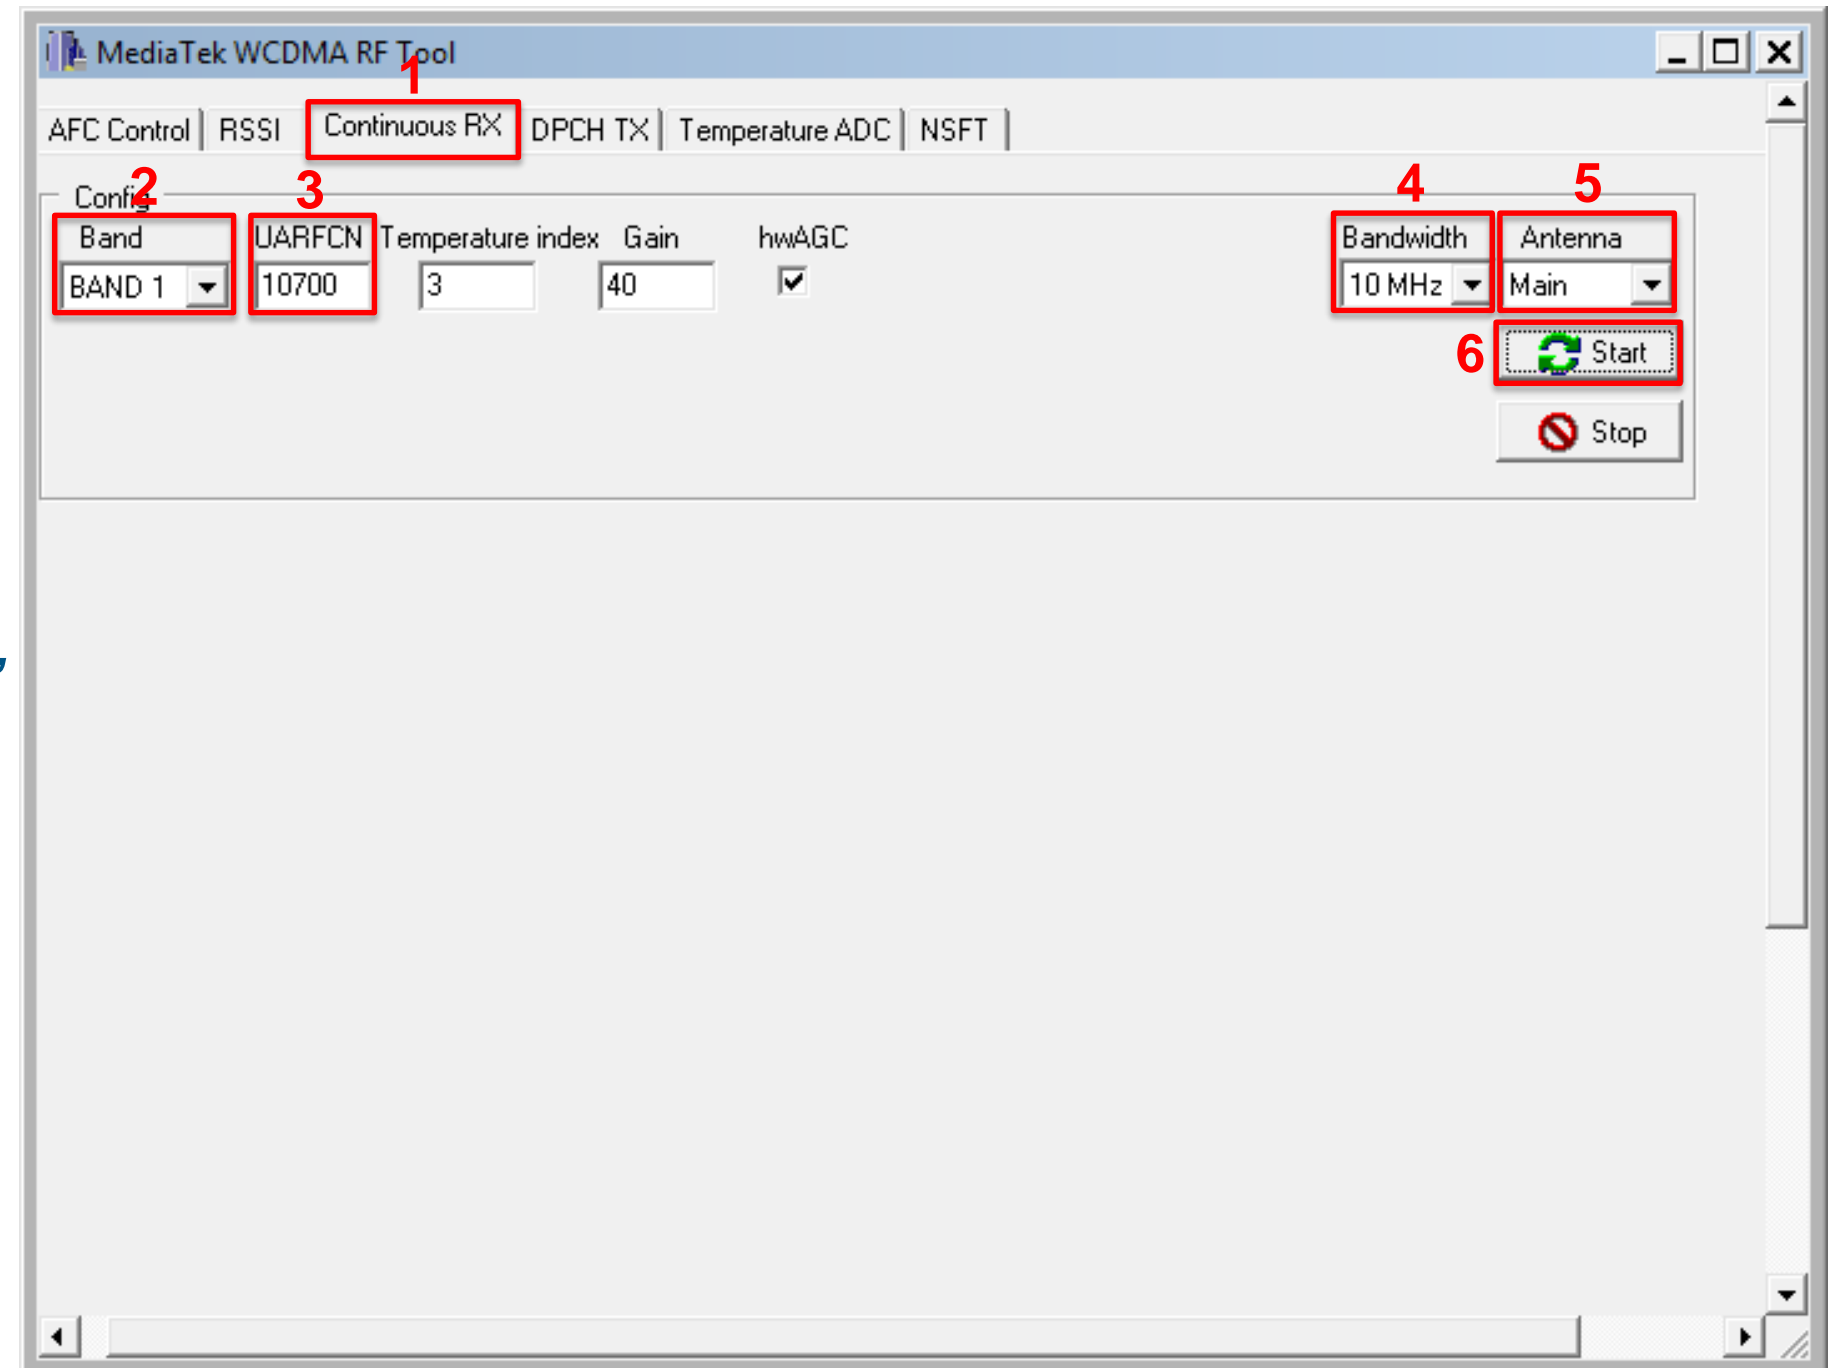 MediaTek WCDMA RF Tool
1
AFC Control RSSI Continuous RX DPCH TX Temperature ADC NSFT
Config
2 3 4 5
Band UARFCN Temperature index Gain hwAGC Bandwidth Antenna
BAND 1 10700 3 40 10 MHz Main
6 Start
Stop
,